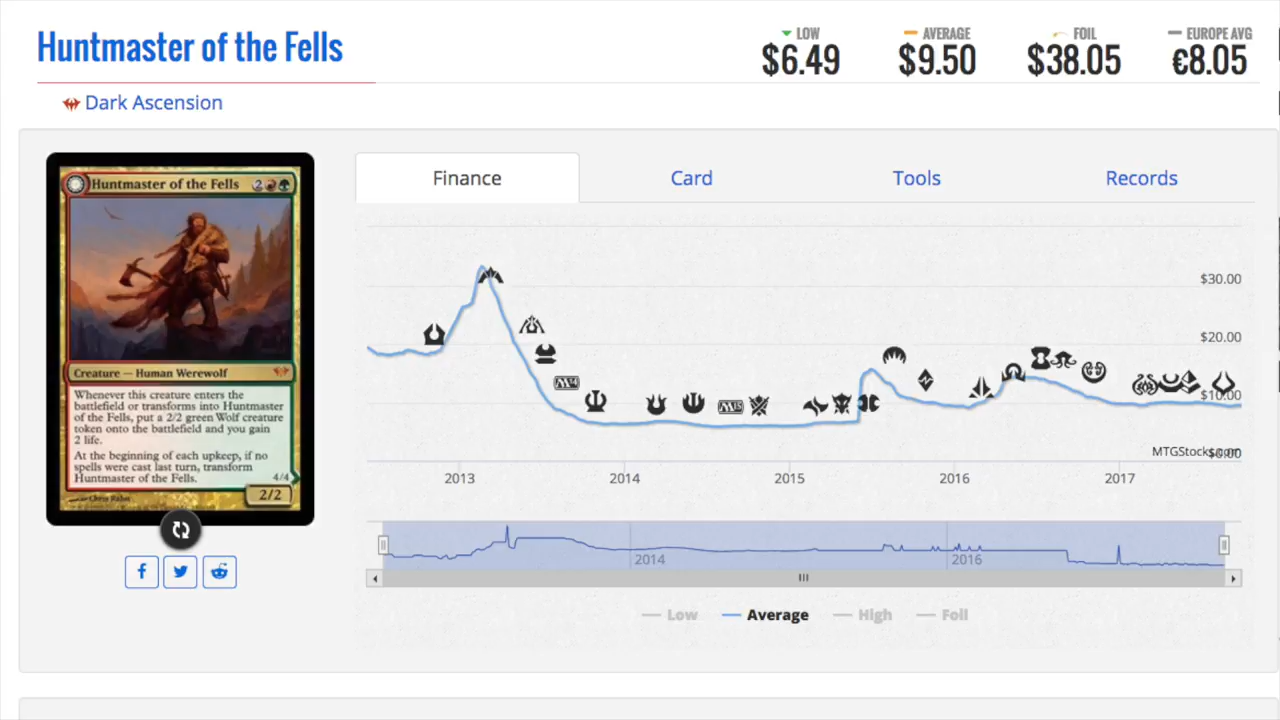 Huntmaster of the Fells
LOW
$6.49
AVERAGE
$9.50
FOIL
$38.05
EUROPE AVG
€8.05
Dark Ascension
Huntmaster of the Fells 2
Creature — Human Werewolf
Whenever this creature enters the
battlefield or transforms into Huntmaster
of the Fells, put a 2/2 green Wolf creature
token onto the battlefield and you gain
2 life.
At the beginning of each upkeep, if no
spells were cast last turn, transform
Huntmaster of the Fells.
4/4
2/2
Finance
Card
Tools
Records
$30.00
$20.00
$10.00
$0.00
MTGStocks.com
M14
M15
2013
2014
2015
2016
2017
2014
2016
Low
Average
High
Foil